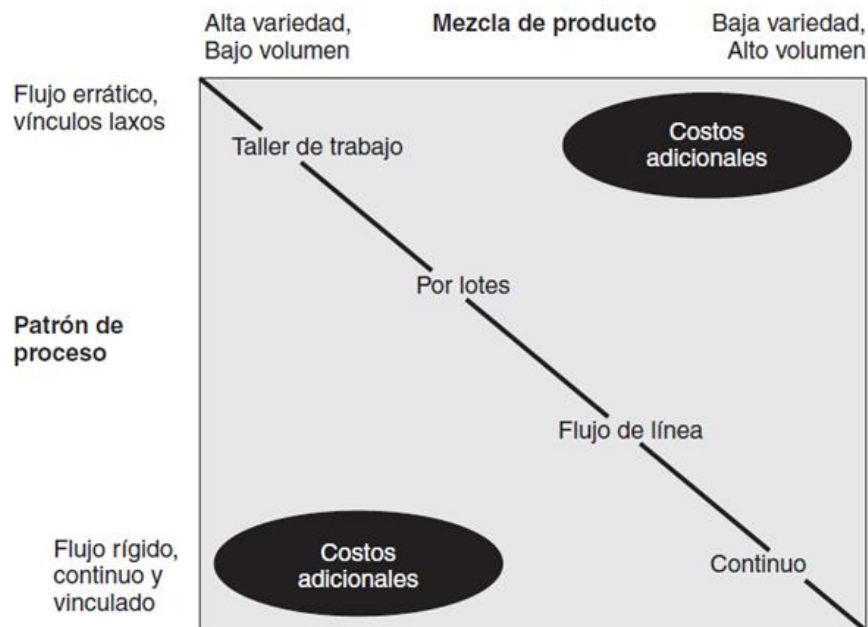 Alta variedad,
Bajo volumen
Mezcla de producto
Baja variedad,
Alto volumen
Flujo errático,
vínculos laxos
Taller de trabajo
Costos
adicionales
Por lotes
Patrón de
proceso
Flujo de línea
Flujo rígido,
continuo y
vinculado
Costos
adicionales
Continuo